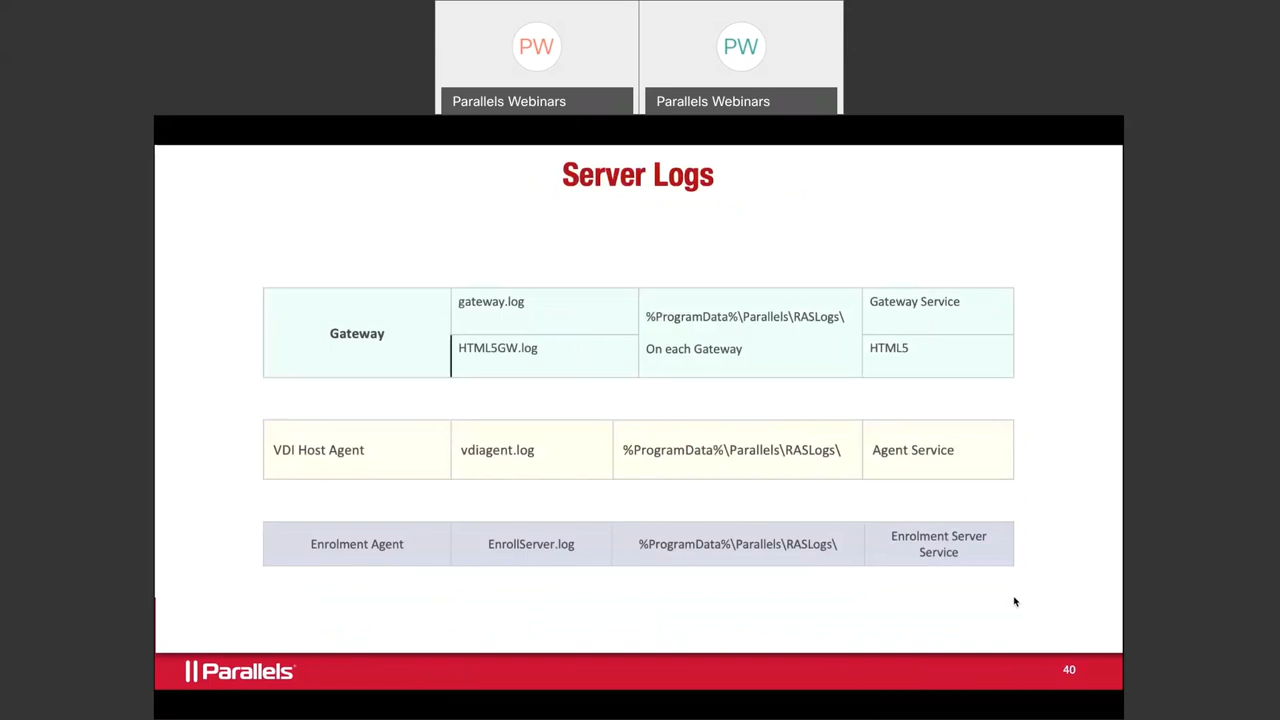 PW
PW
Parallels Webinars
Parallels Webinars
Server Logs
Gateway
gateway.log
%ProgramData%\Parallels\RASLogs\
On each Gateway
Gateway Service
HTML5GW.log
HTML5
VDI Host Agent
vdiagent.log
%ProgramData%\Parallels\RASLogs\
Agent Service
Enrolment Agent
EnrollServer.log
%ProgramData%\Parallels\RASLogs\
Enrolment Server
Service
Parallels
40